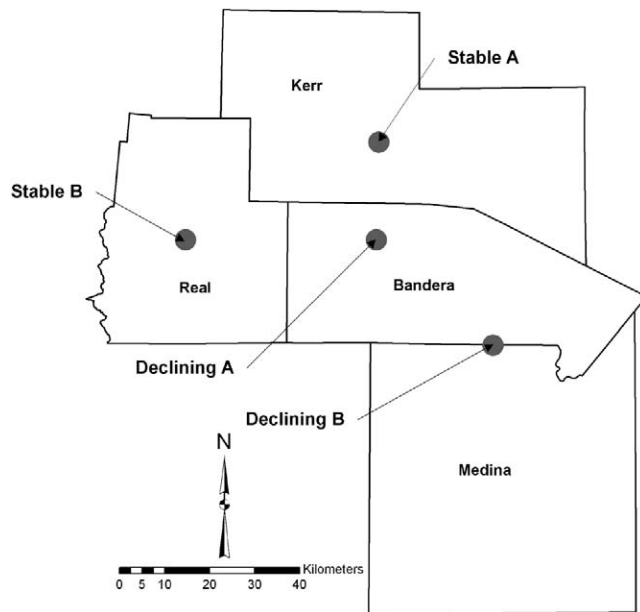 Stable A
Kerr
Stable B
Real
Bandera
Declining A
Declining B
N
Medina
Kilometers
0 5 10 20 30 40